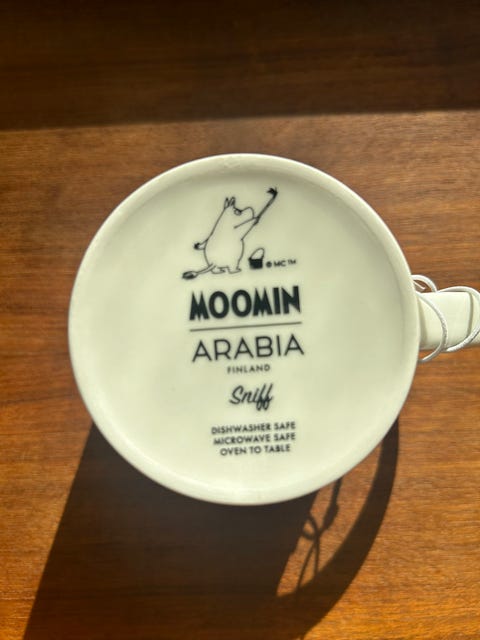 © MC™
MOOMIN
ARABIA
FINLAND
Sniff
DISHWASHER SAFE
MICROWAVE SAFE
OVEN TO TABLE